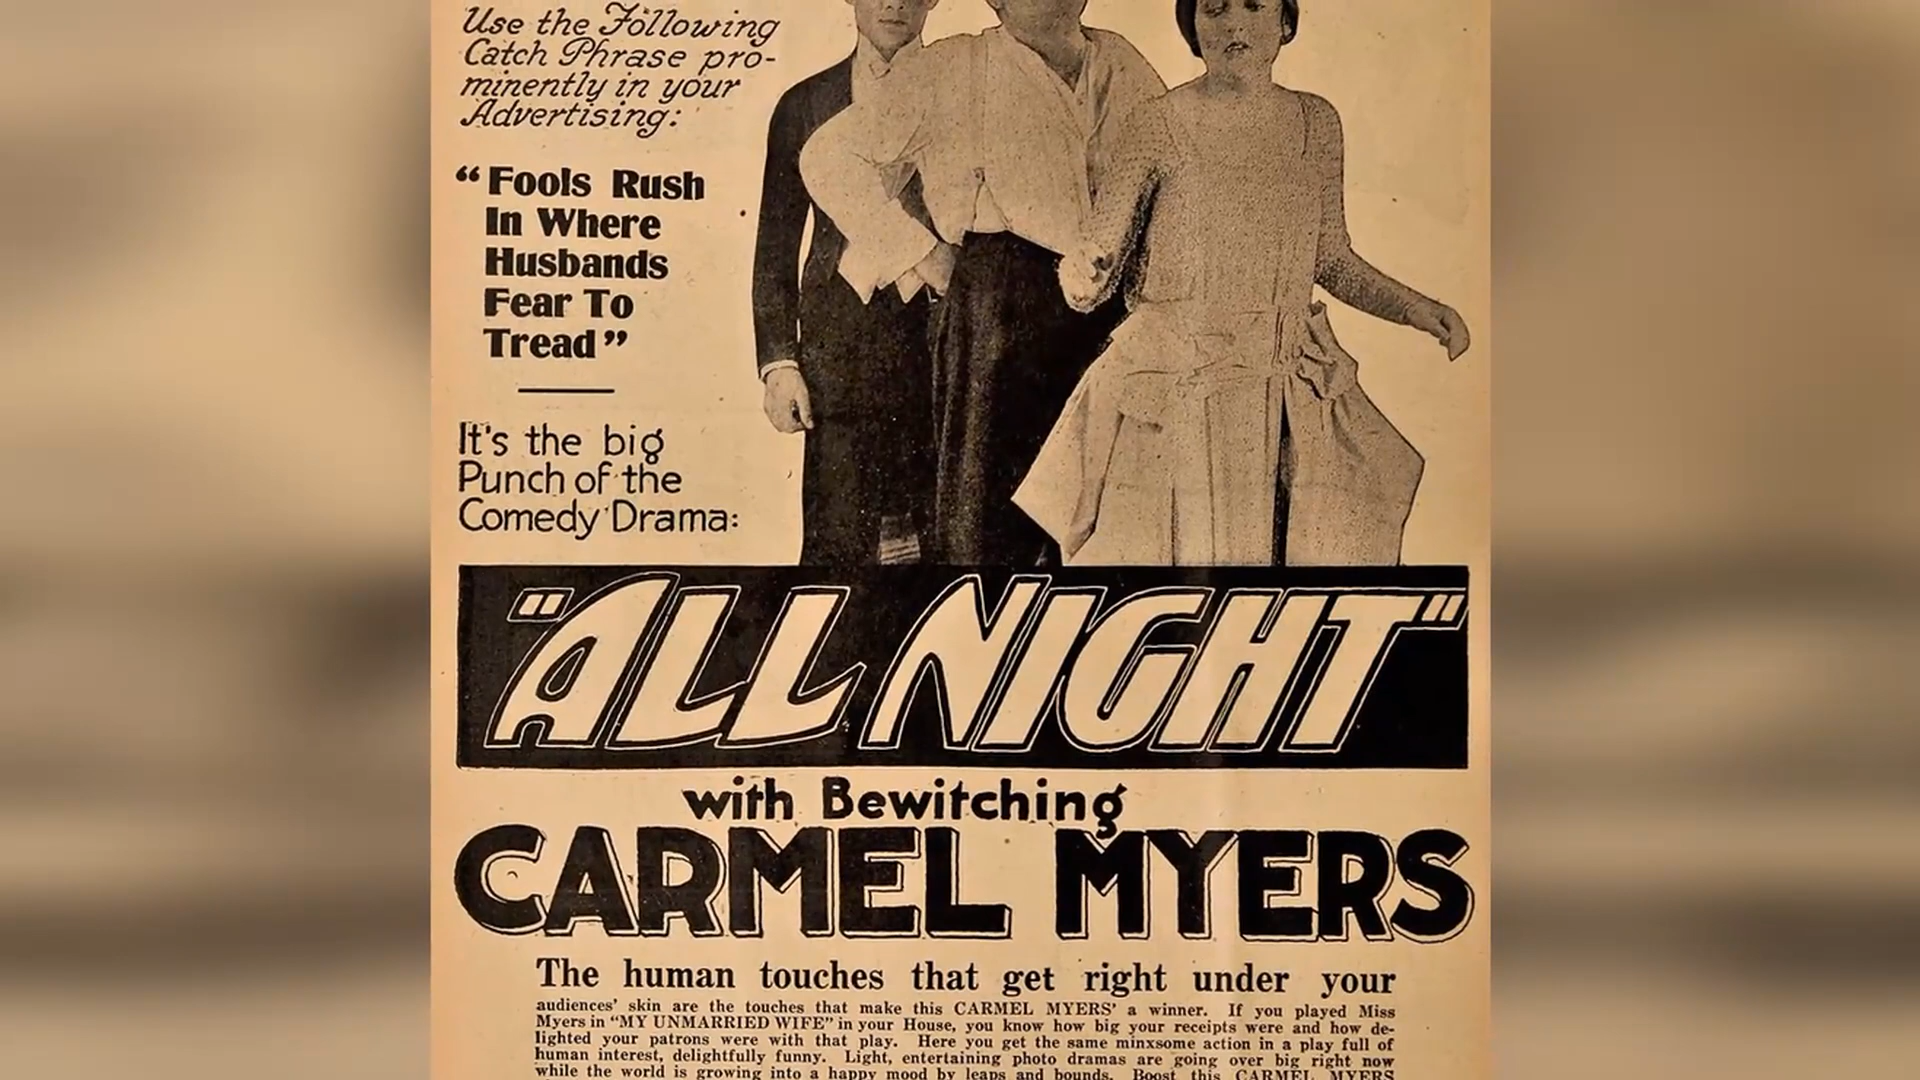 Use the Following
Catch Phrase pro-
minently in your
Advertising:
“Fools Rush
In Where
Husbands
Fear To
Tread”
It's the big
Punch of the
Comedy Drama:
"ALL NIGHT"
with Bewitching
CARMEL MYERS
The human touches that get right under your
audiences' skin are the touches that make this CARMEL MYERS' a winner. If you played Miss
Myers in “MY UNMARRIED WIFE” in your House, you know how big your receipts were and how de-
lighted your patrons were with that play. Here you get the same minxsome action in a play full of
human interest, delightfully funny. Light, entertaining photo dramas are going over big right now
while the world is growing into a happy mood by leaps and bounds. Boost this CARMEL MYERS